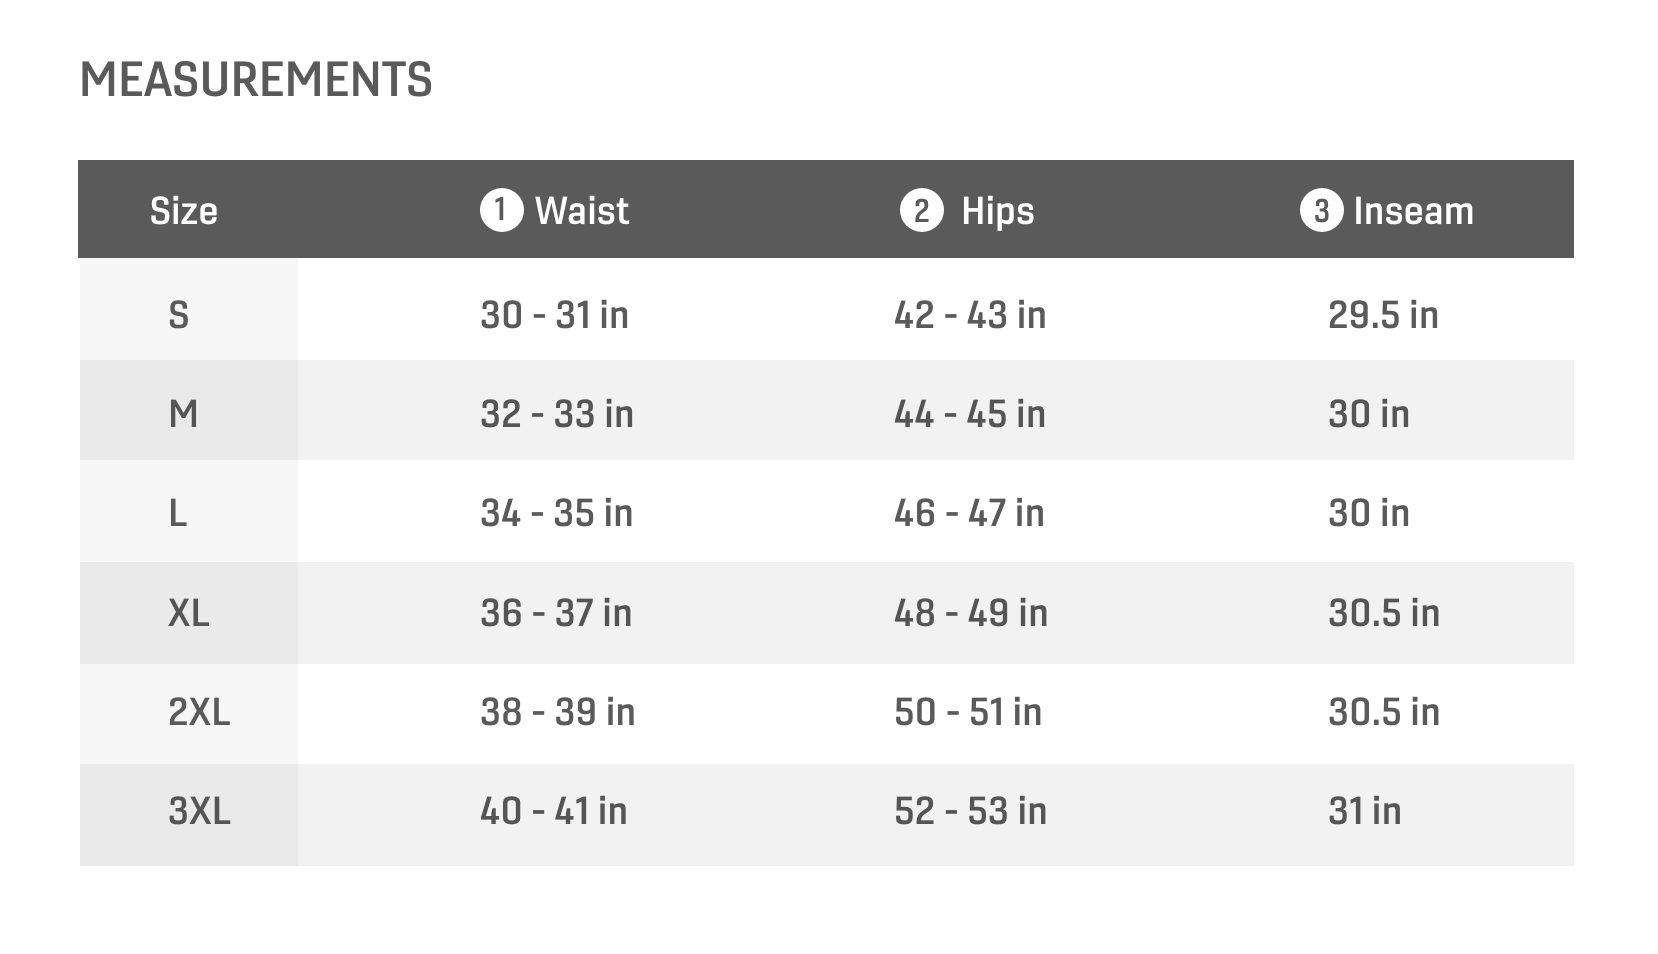 MEASUREMENTS
Size 1 Waist 2 Hips 3 Inseam
S 30 - 31 in 42 - 43 in 29.5 in
M 32 - 33 in 44 - 45 in 30 in
L 34 - 35 in 46 - 47 in 30 in
XL 36 - 37 in 48 - 49 in 30.5 in
2XL 38 - 39 in 50 - 51 in 30.5 in
3XL 40 - 41 in 52 - 53 in 31 in